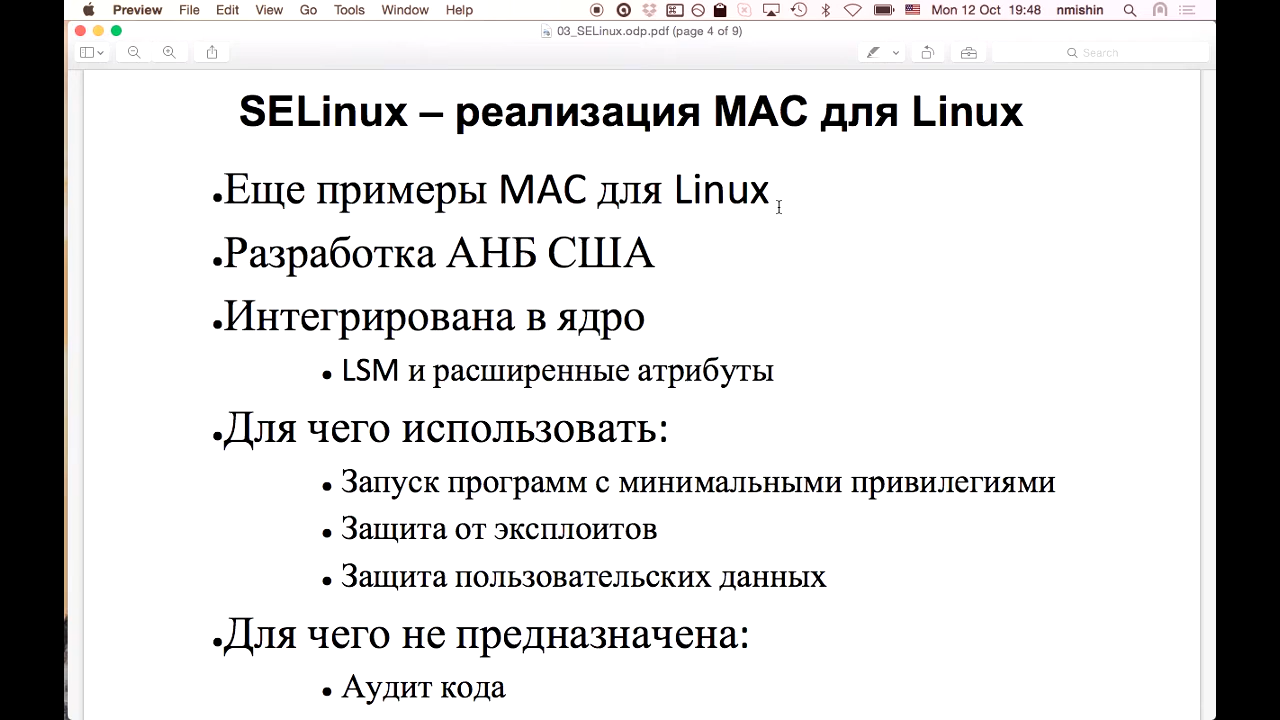 Preview File Edit View Go Tools Window Help Mon 12 Oct 19:48 nmishin
03_SELinux.odp.pdf (page 4 of 9)
Search
SELinux – реализация MAC для Linux
•Еще примеры MAC для Linux
•Разработка АНБ США
•Интегрирована в ядро
• LSM и расширенные атрибуты
•Для чего использовать:
• Запуск программ с минимальными привилегиями
• Защита от эксплоитов
• Защита пользовательских данных
•Для чего не предназначена:
• Аудит кода